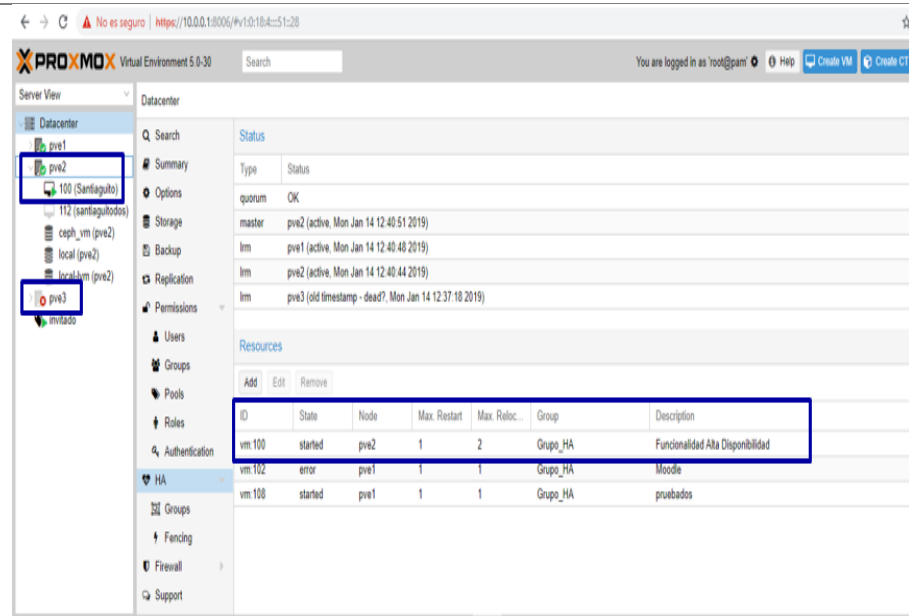 No es seguro | https://10.0.0.1:8006/#v1:0:18:4:::51::28
PROXMOX Virtual Environment 5.0-30 Search You are logged in as 'root@pam' Help Create VM Create CT
Server View
Datacenter
pve1
pve2
100 (Santiaguito)
112 (santiaguitodos)
ceph_vm (pve2)
local (pve2)
local-lvm (pve2)
pve3
invitado
Datacenter
Search
Summary
Options
Storage
Backup
Replication
Permissions
Users
Groups
Pools
Roles
Authentication
HA
Groups
Fencing
Firewall
Support
Status
Type Status
quorum OK
master pve2 (active, Mon Jan 14 12:40:51 2019)
lrm pve1 (active, Mon Jan 14 12:40:48 2019)
lrm pve2 (active, Mon Jan 14 12:40:44 2019)
lrm pve3 (old timestamp - dead?, Mon Jan 14 12:37:18 2019)
Resources
Add Edit Remove
ID State Node Max. Restart Max. Reloc... Group Description
vm:100 started pve2 1 2 Grupo_HA Funcionalidad Alta Disponibilidad
vm:102 error pve1 1 1 Grupo_HA Moodle
vm:108 started pve1 1 1 Grupo_HA pruebados